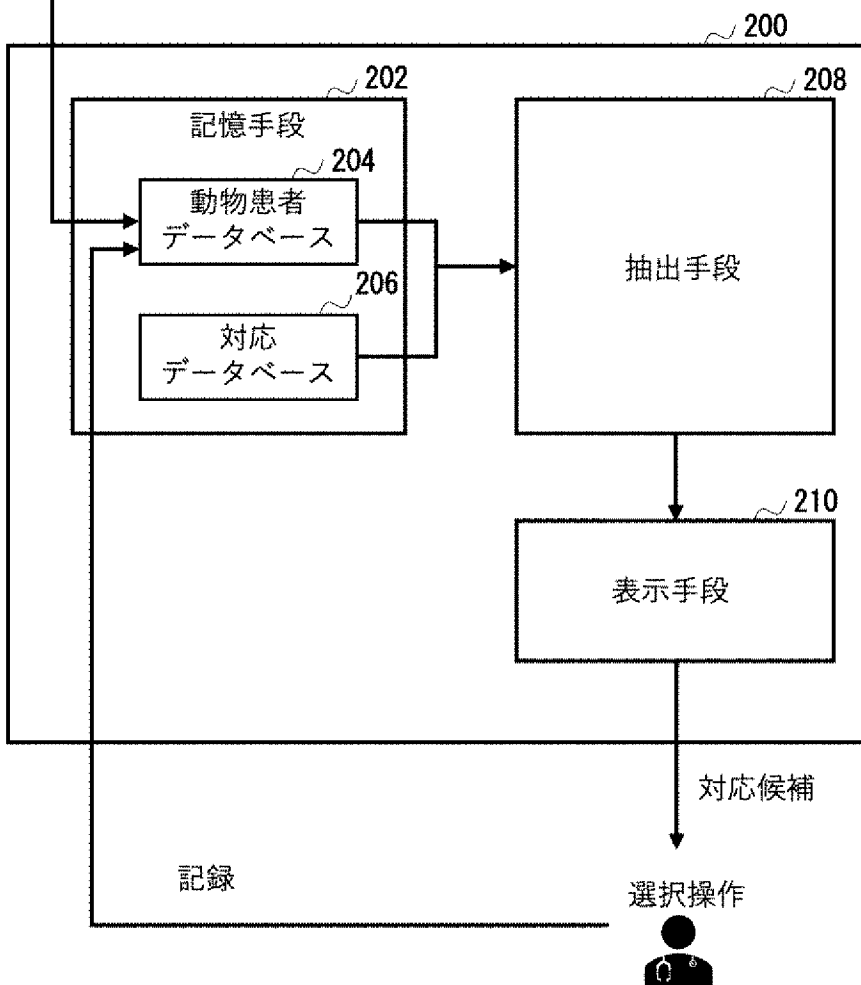 200
202
記憶手段
204
動物患者
データベース
206
対応
データベース
208
抽出手段
210
表示手段
対応候補
記録
選択操作